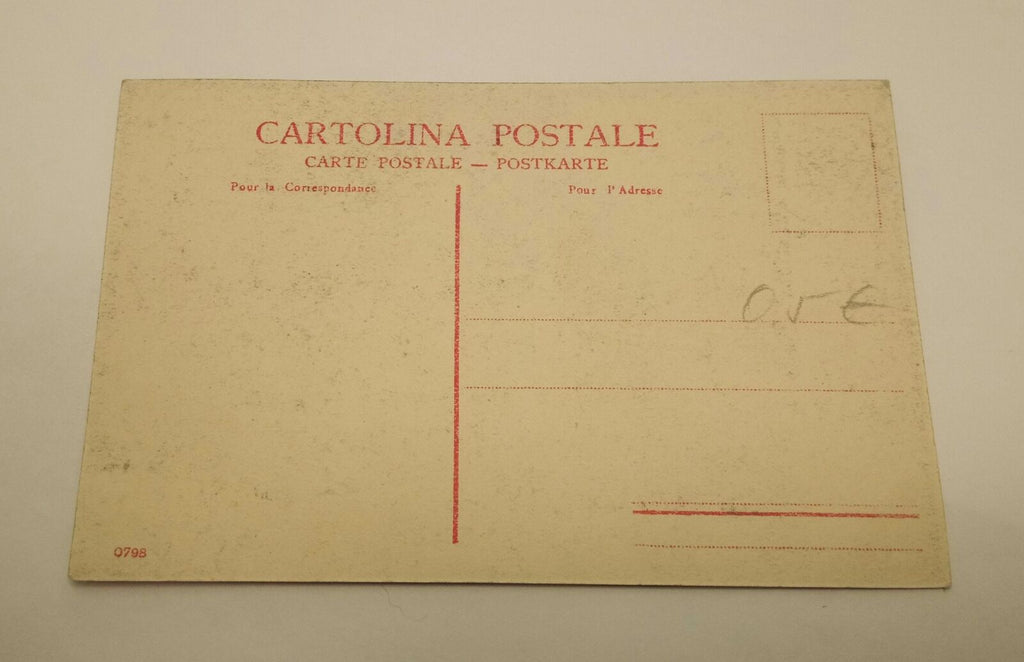 CARTOLINA POSTALE
CARTE POSTALE — POSTKARTE
Pour la Correspondance
Pour l'Adresse
0,5 €
0798